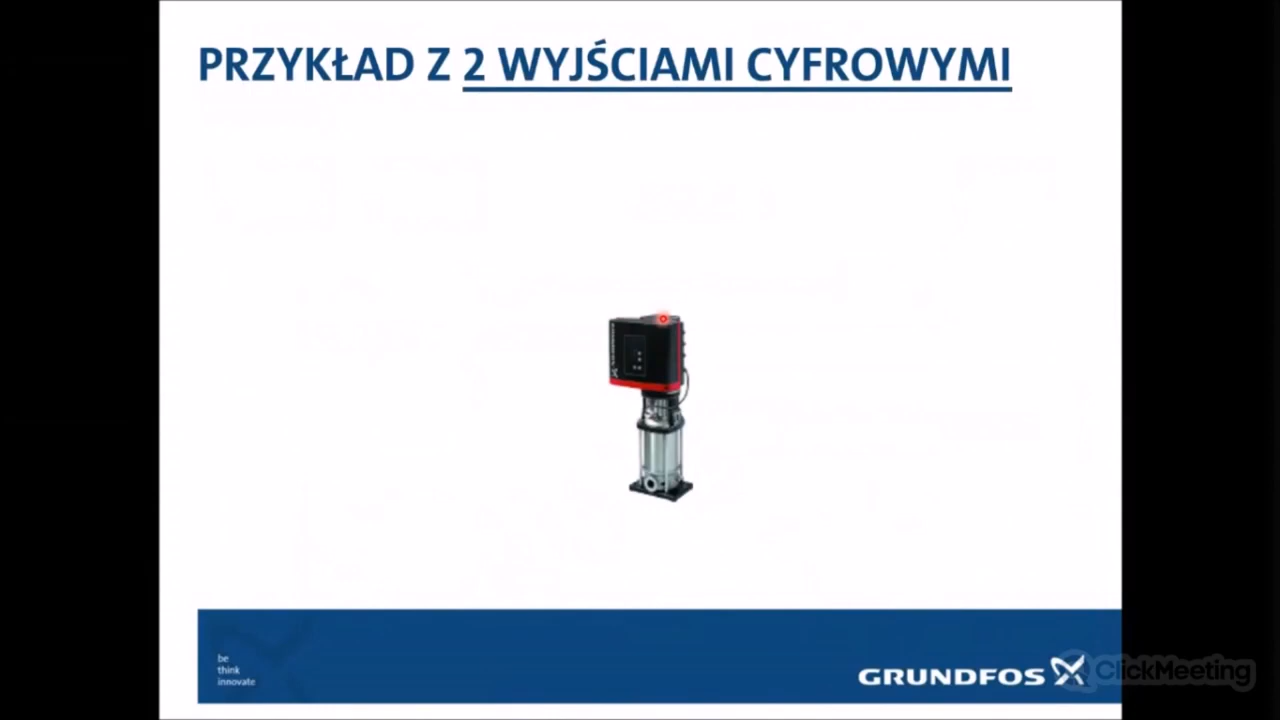 PRZYKŁAD Z 2 WYJŚCIAMI CYFROWYMI
be
think
innovate
GRUNDFOS
ClickMeeting